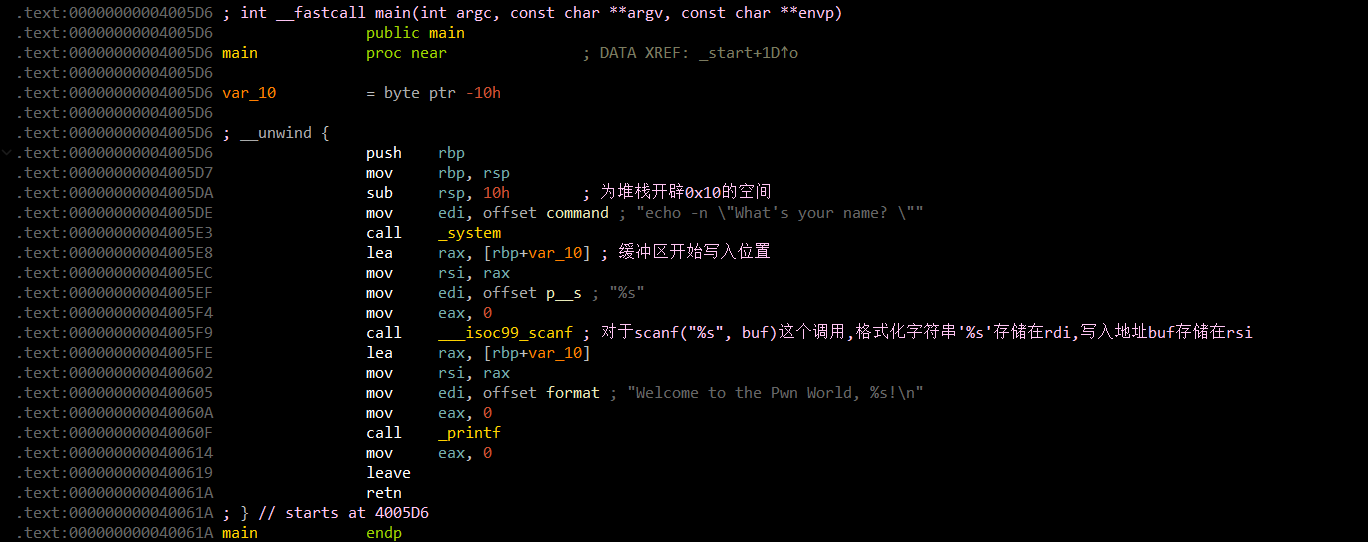 .text:00000000004005D6 ; int __fastcall main(int argc, const char **argv, const char **envp)
.text:00000000004005D6 public main
.text:00000000004005D6 main proc near ; DATA XREF: _start+1D↑o
.text:00000000004005D6
.text:00000000004005D6 var_10 = byte ptr -10h
.text:00000000004005D6
.text:00000000004005D6 ; __unwind {
.text:00000000004005D6 push rbp
.text:00000000004005D7 mov rbp, rsp
.text:00000000004005DA sub rsp, 10h ; 为堆栈开辟0x10的空间
.text:00000000004005DE mov edi, offset command ; "echo -n \"What's your name? \""
.text:00000000004005E3 call _system
.text:00000000004005E8 lea rax, [rbp+var_10] ; 缓冲区开始写入位置
.text:00000000004005EC mov rsi, rax
.text:00000000004005EF mov edi, offset p__s ; "%s"
.text:00000000004005F4 mov eax, 0
.text:00000000004005F9 call ___isoc99_scanf ; 对于scanf("%s", buf)这个调用,格式化字符串'%s'存储在rdi,写入地址buf存储在rsi
.text:00000000004005FE lea rax, [rbp+var_10]
.text:0000000000400602 mov rsi, rax
.text:0000000000400605 mov edi, offset format ; "Welcome to the Pwn World, %s!\n"
.text:000000000040060A mov eax, 0
.text:000000000040060F call _printf
.text:0000000000400614 mov eax, 0
.text:0000000000400619 leave
.text:000000000040061A retn
.text:000000000040061A ; } // starts at 4005D6
.text:000000000040061A main endp